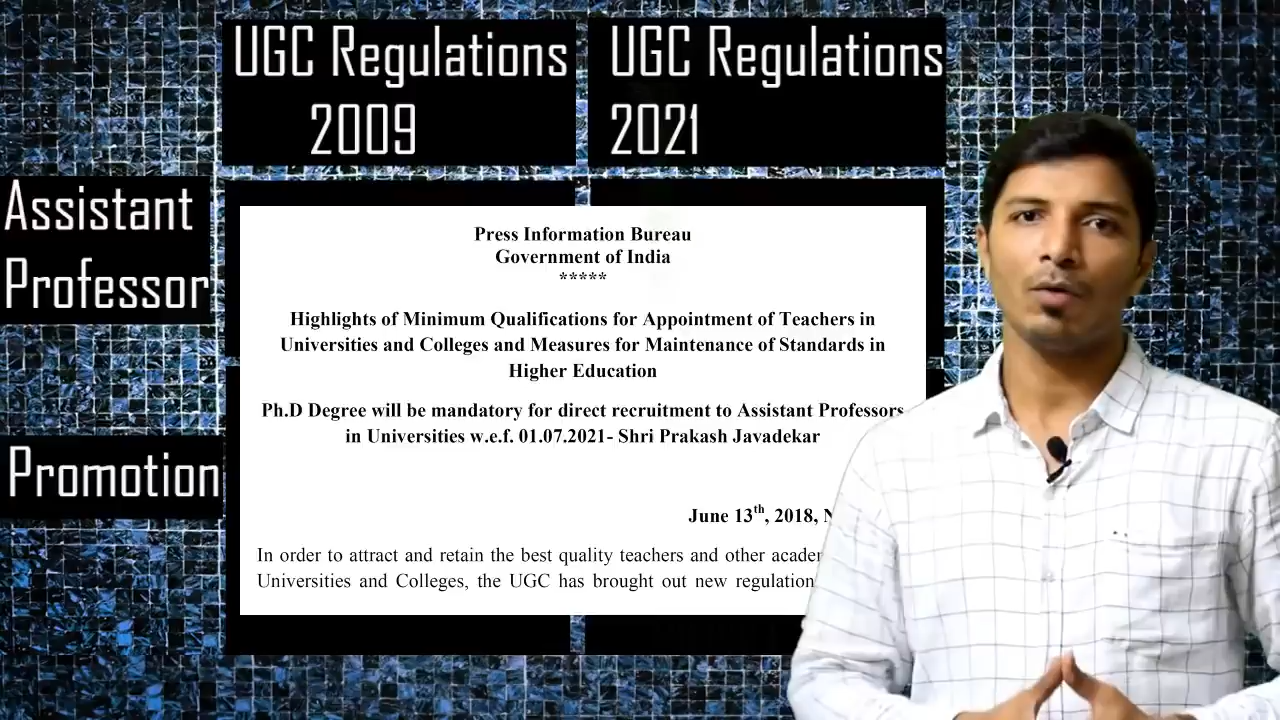 UGC Regulations
2009
UGC Regulations
2021
Assistant
Professor
Promotion
Press Information Bureau
Government of India
*****
Highlights of Minimum Qualifications for Appointment of Teachers in
Universities and Colleges and Measures for Maintenance of Standards in
Higher Education
Ph.D Degree will be mandatory for direct recruitment to Assistant Professors
in Universities w.e.f. 01.07.2021- Shri Prakash Javadekar
June 13th, 2018,
In order to attract and retain the best quality teachers and other
Universities and Colleges, the UGC has brought out new